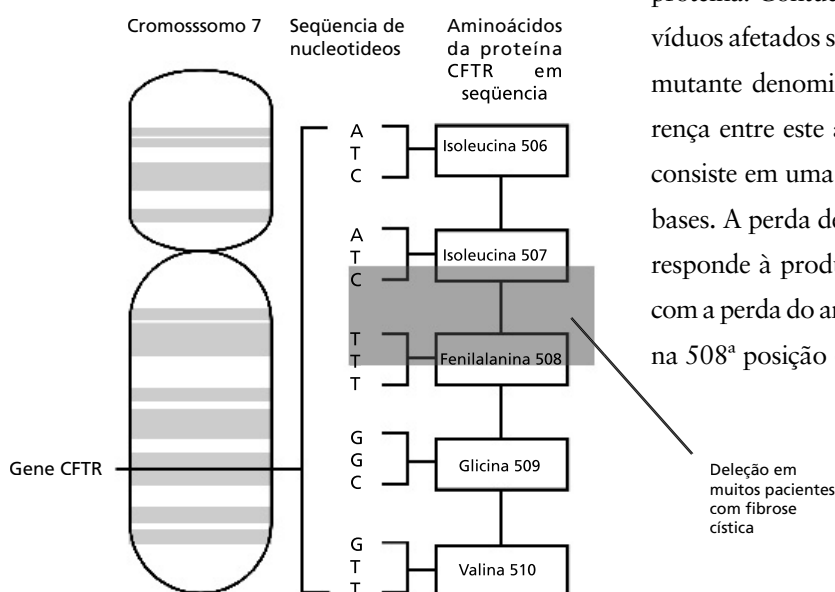 Cromosssomo 7
Seqüencia de
nucleotideos
Aminoácidos
da proteína
CFTR em
seqüencia
A
T
C
Isoleucina 506
A
T
C
Isoleucina 507
T
T
T
Fenilalanina 508
G
G
C
Glicina 509
G
T
T
Valina 510
Gene CFTR
Deleção em
muitos pacientes
com fibrose
cística
proteína.
víduos afetados s
mutante denomi
rença entre este a
consiste em uma
bases. A perda de
responde à produ
com a perda do a
na 508ª posição